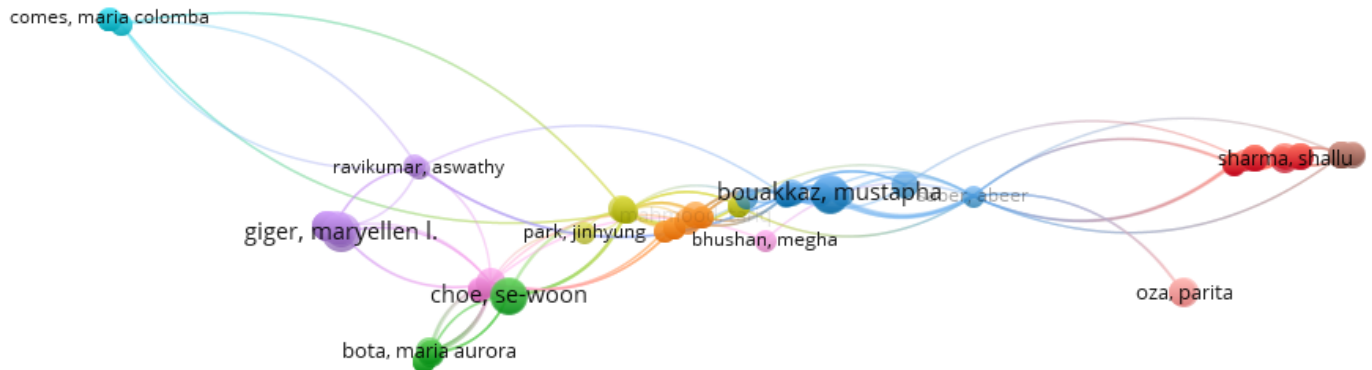 comes, maria colomba
ravikumar, aswathy
sharma, shallu
bouakkaz, mustapha
giger, maryellen l.
park, jinhyung
bhushan, megha
choe, se-woon
oza, parita
bota, maria aurora